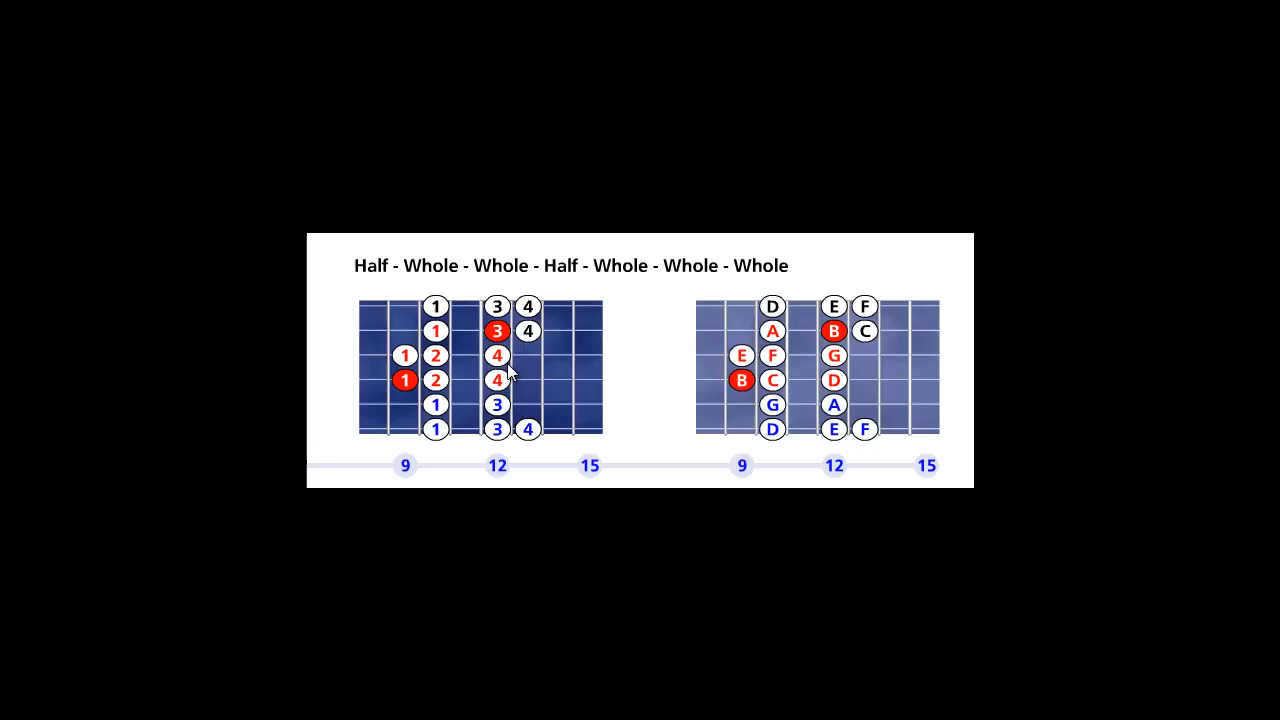 Half - Whole - Whole - Half - Whole - Whole - Whole
1 3 4 D E F
1 3 4 A B C
1 2 4 E F G
1 2 4 B C D
1 3 G A
1 3 4 D E F
9 12 15 9 12 15